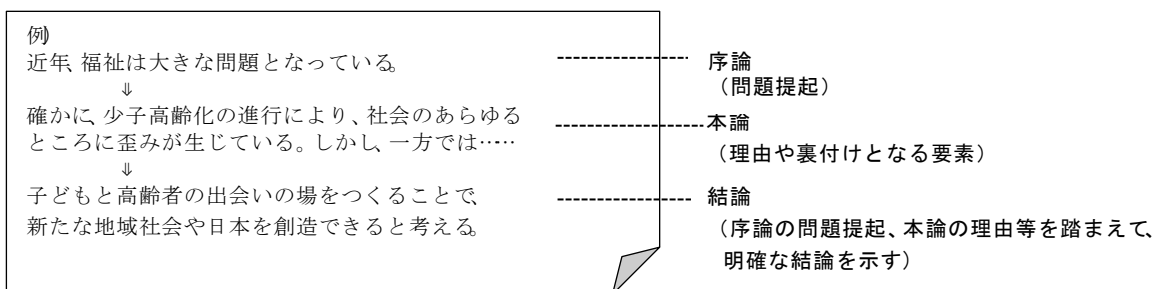 例)
近年、福祉は大きな問題となっている。
⇓
確かに、少子高齢化の進行により、社会のあらゆる
ところに歪みが生じている。しかし、一方では……
⇓
子どもと高齢者の出会いの場をつくることで、
新たな地域社会や日本を創造できると考える。
序論
（問題提起）
本論
（理由や裏付けとなる要素）
結論
（序論の問題提起、本論の理由等を踏まえて、
明確な結論を示す）